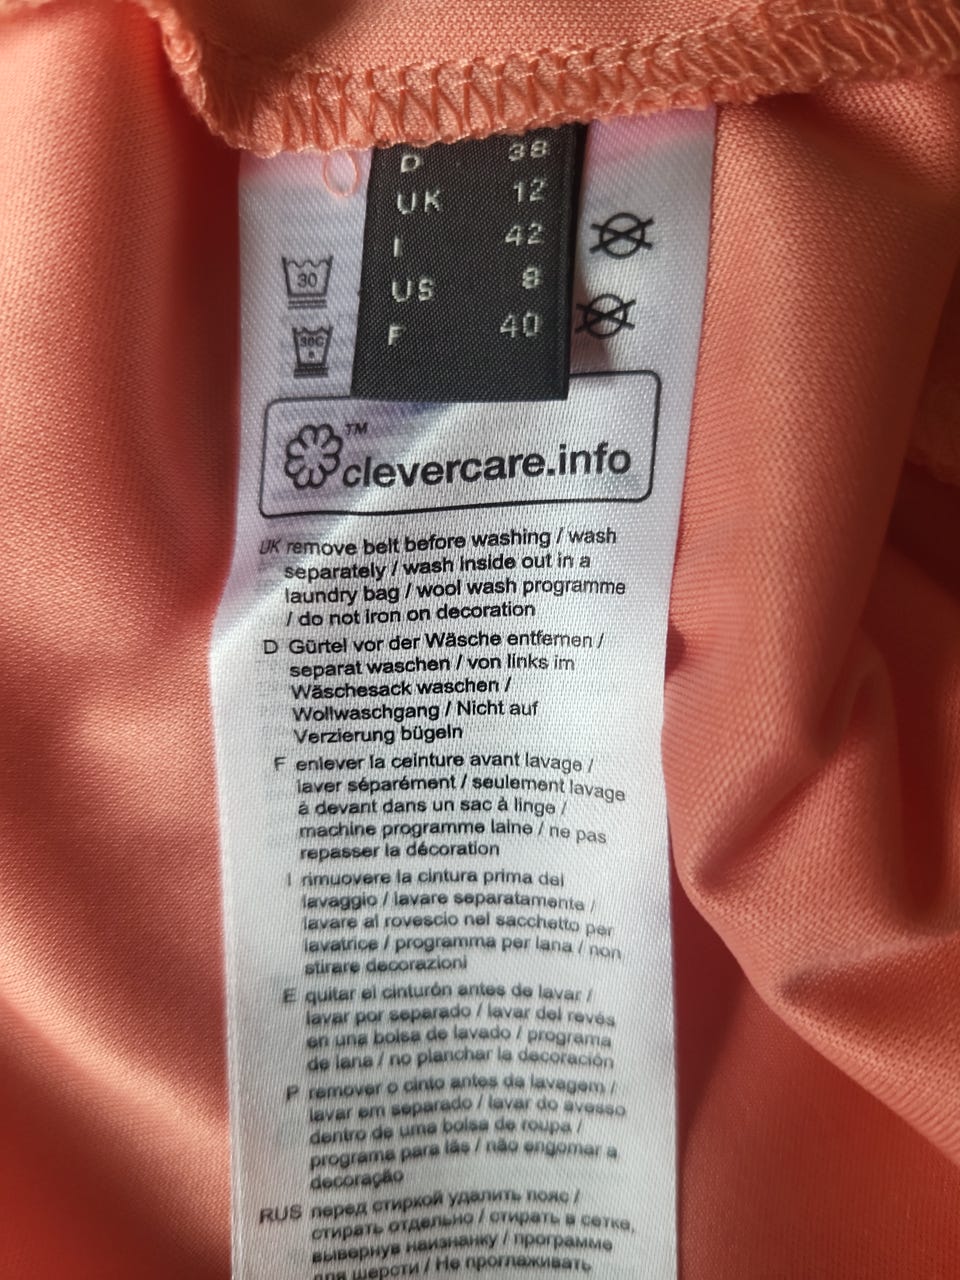 D 38
UK 12
I 42
US 8
F 40
30
30C
clevercare.info™
UK remove belt before washing / wash
separately / wash inside out in a
laundry bag / wool wash programme
/ do not iron on decoration
D Gürtel vor der Wäsche entfernen /
separat waschen / von links im
Wäschesack waschen /
Wollwaschgang / Nicht auf
Verzierung bügeln
F enlever la ceinture avant lavage /
laver séparément / seulement lavage
à devant dans un sac à linge /
machine programme laine / ne pas
repasser la décoration
I rimuovere la cintura prima del
lavaggio / lavare separatamente /
lavare al rovescio nel sacchetto per
lavatrice / programma per lana / non
stirare decorazioni
E quitar el cinturón antes de lavar /
lavar por separado / lavar del revés
en una bolsa de lavado / programa
de lana / no planchar la decoración
P remover o cinto antes da lavagem /
lavar em separado / lavar do avesso
dentro de uma bolsa de roupa /
programa para lãs / não engomar a
decoração
RUS перед стиркой удалить пояс /
стирать отдельно / стирать в сетке,
вывернув наизнанку / программе
для шерсти / Не проглаживать